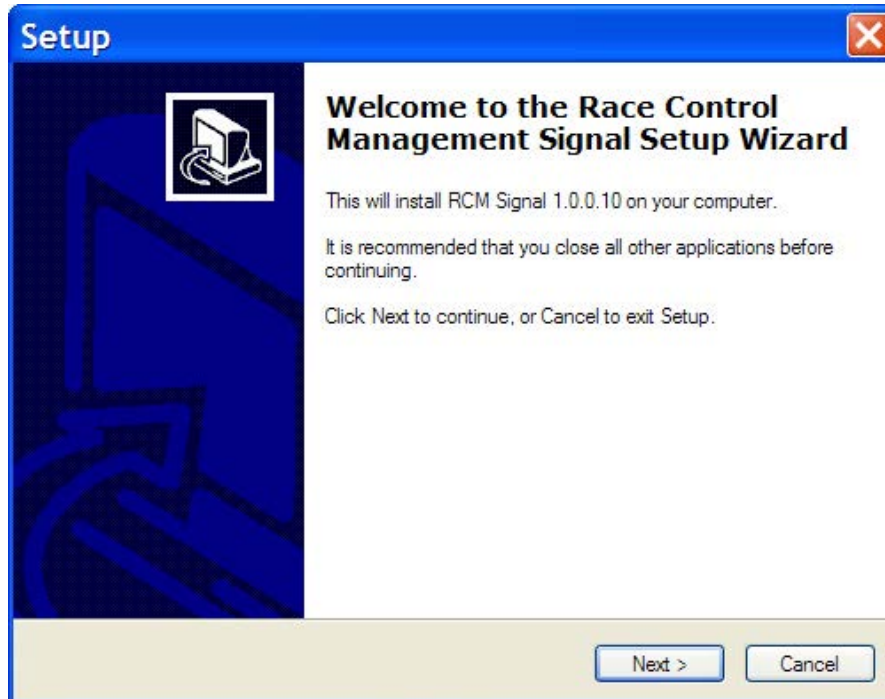 Setup
Welcome to the Race Control
Management Signal Setup Wizard
This will install RCM Signal 1.0.0.10 on your computer.
It is recommended that you close all other applications before
continuing.
Click Next to continue, or Cancel to exit Setup.
Next >
Cancel